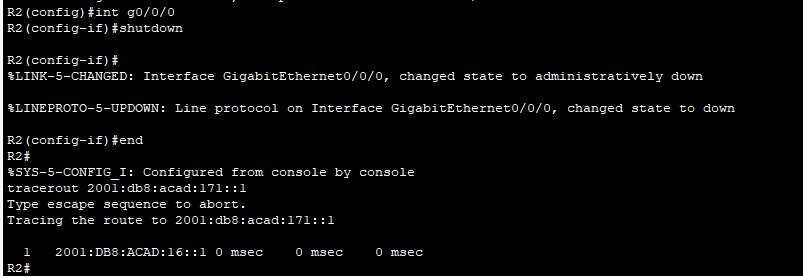 R2(config)#int g0/0/0
R2(config-if)#shutdown
R2(config-if)#
%LINK-5-CHANGED: Interface GigabitEthernet0/0/0, changed state to administratively down
%LINEPROTO-5-UPDOWN: Line protocol on Interface GigabitEthernet0/0/0, changed state to down
R2(config-if)#end
R2#
%SYS-5-CONFIG_I: Configured from console by console
tracerout 2001:db8:acad:171::1
Type escape sequence to abort.
Tracing the route to 2001:db8:acad:171::1
1 2001:DB8:ACAD:16::1 0 msec 0 msec 0 msec
R2#